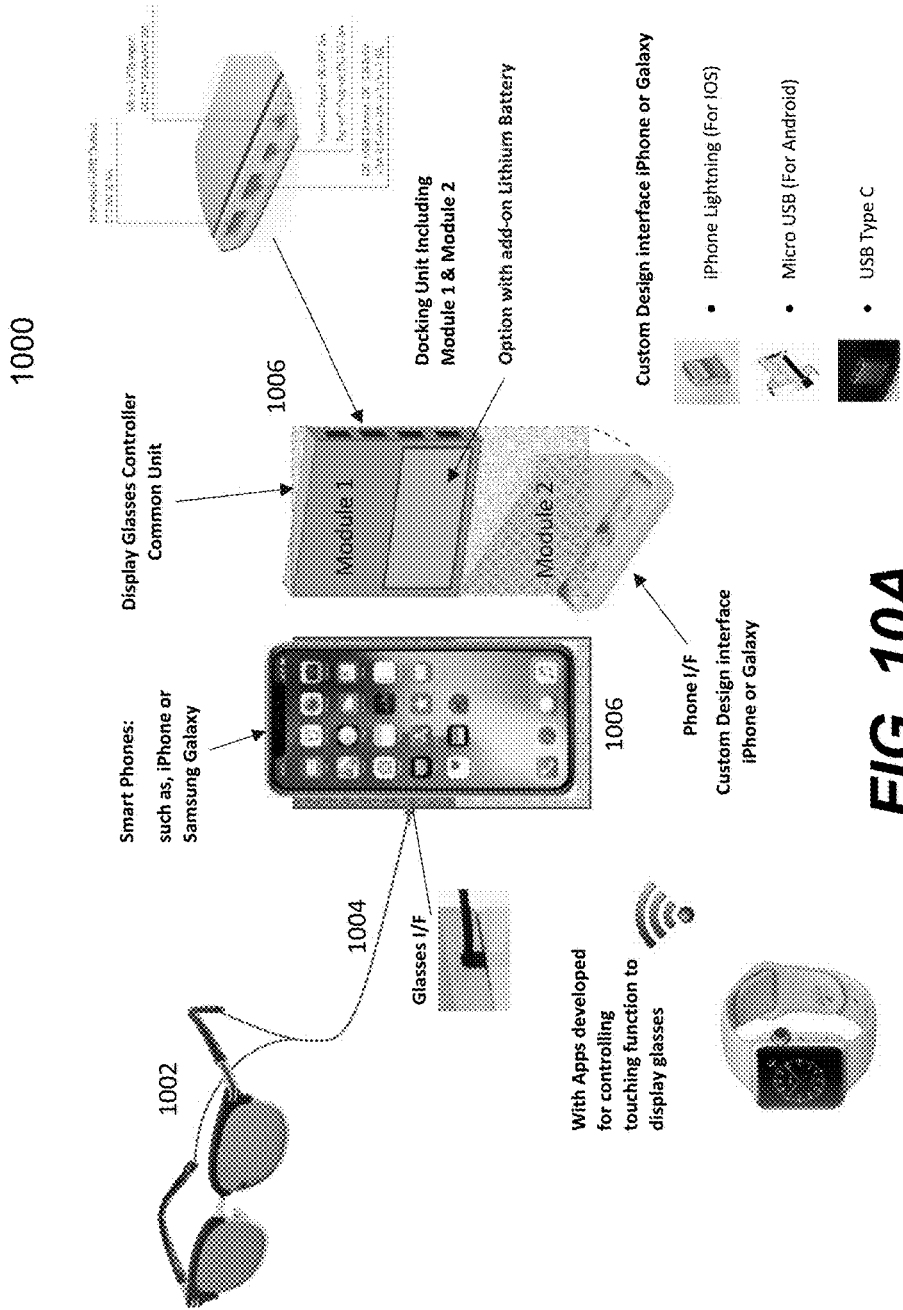 1000
Smart Phones:
such as, iPhone or
Samsung Galaxy
Display Glasses Controller
Common Unit
1002
1004
1006
Docking Unit Including
Module 1 & Module 2
Option with add-on Lithium Battery
Module 1
Module 2
Glasses I/F
1006
Phone I/F
Custom Design interface
iPhone or Galaxy
With Apps developed
for controlling
touching function to
display glasses
Custom Design interface iPhone or Galaxy
• iPhone Lightning (For IOS)
• Micro USB (For Android)
• USB Type C
FIG. 10A